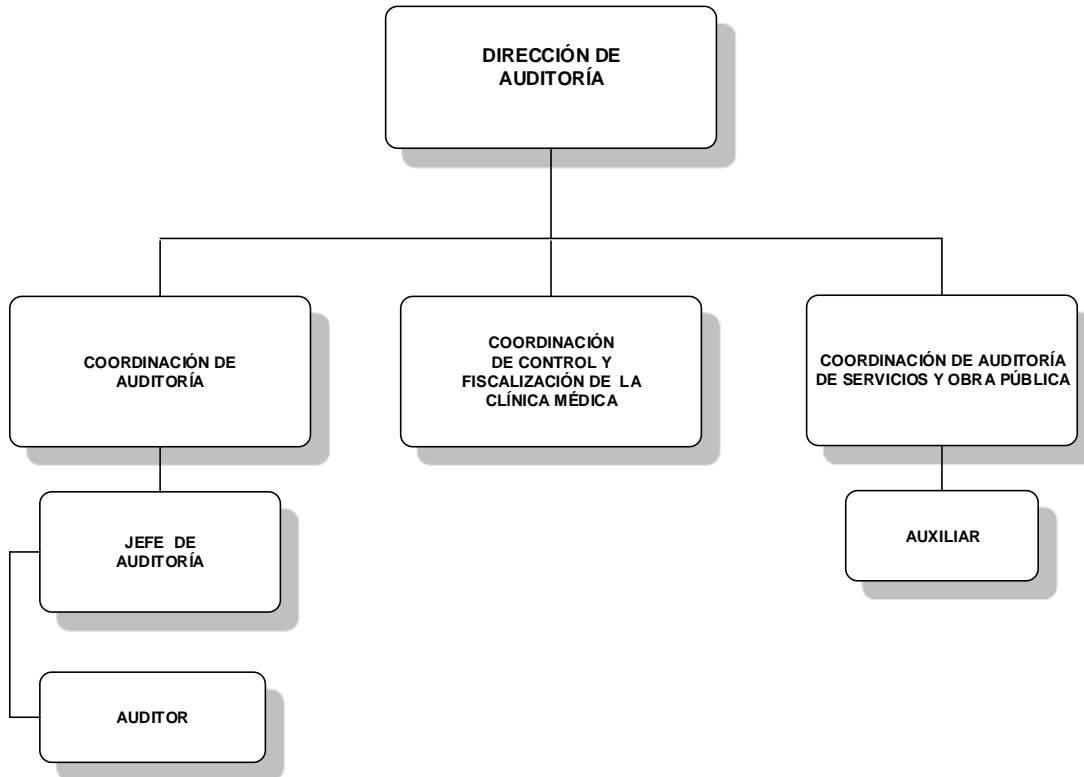 DIRECCIÓN DE
AUDITORÍA
COORDINACIÓN DE
AUDITORÍA
COORDINACIÓN
DE CONTROL Y
FISCALIZACIÓN DE LA
CLÍNICA MÉDICA
COORDINACIÓN DE AUDITORÍA
DE SERVICIOS Y OBRA PÚBLICA
JEFE DE
AUDITORÍA
AUXILIAR
AUDITOR